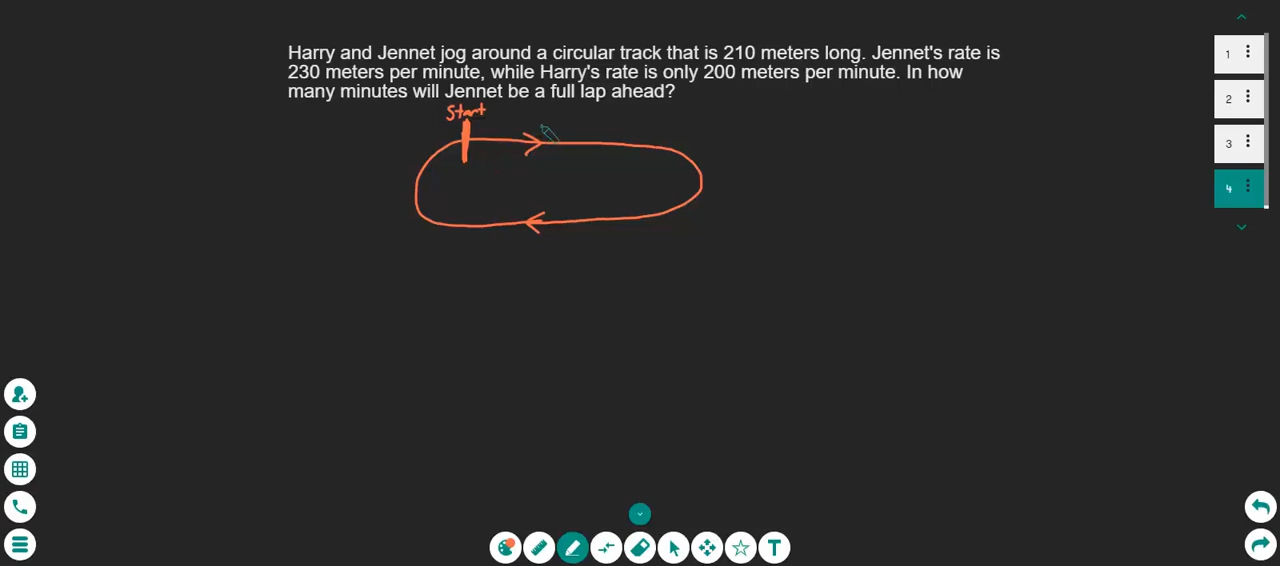 Harry and Jennet jog around a circular track that is 210 meters long. Jennet's rate is
230 meters per minute, while Harry's rate is only 200 meters per minute. In how
many minutes will Jennet be a full lap ahead?
Start
1
2
3
4
T